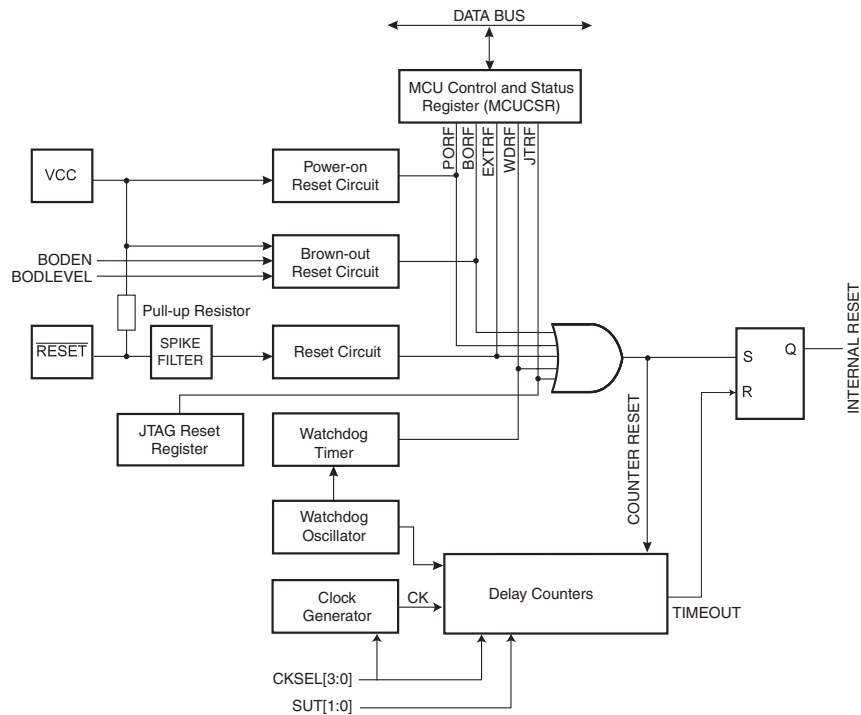 DATA BUS
MCU Control and Status
Register (MCUCSR)
PORF
BORF
EXTRF
WDRF
JTRF
VCC
Power-on
Reset Circuit
BODEN
BODLEVEL
Brown-out
Reset Circuit
Pull-up Resistor
RESET
SPIKE
FILTER
Reset Circuit
JTAG Reset
Register
Watchdog
Timer
Watchdog
Oscillator
Clock
Generator
CK
Delay Counters
COUNTER RESET
TIMEOUT
S
R
Q
INTERNAL RESET
CKSEL[3:0]
SUT[1:0]